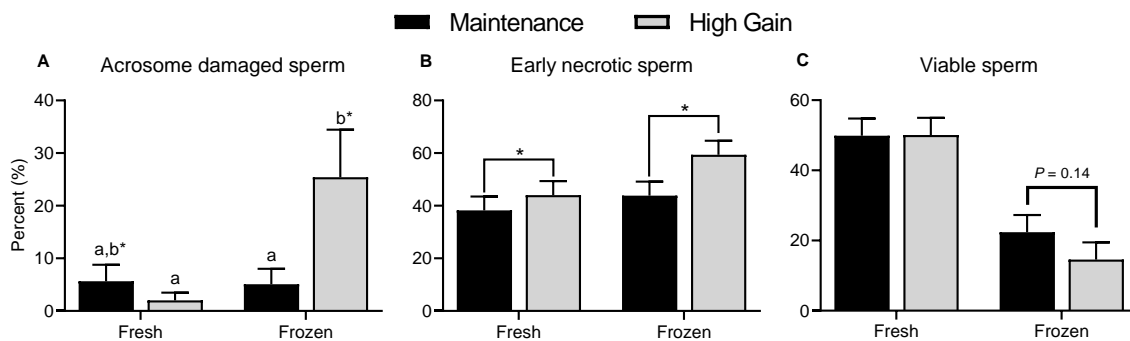 Maintenance High Gain
A Acrosome damaged sperm
Percent (%)
40
30
20
10
0
a,b*
a
a
b*
Fresh Frozen
B Early necrotic sperm
80
60
40
20
0
*
*
Fresh Frozen
C Viable sperm
60
40
20
0
P = 0.14
Fresh Frozen